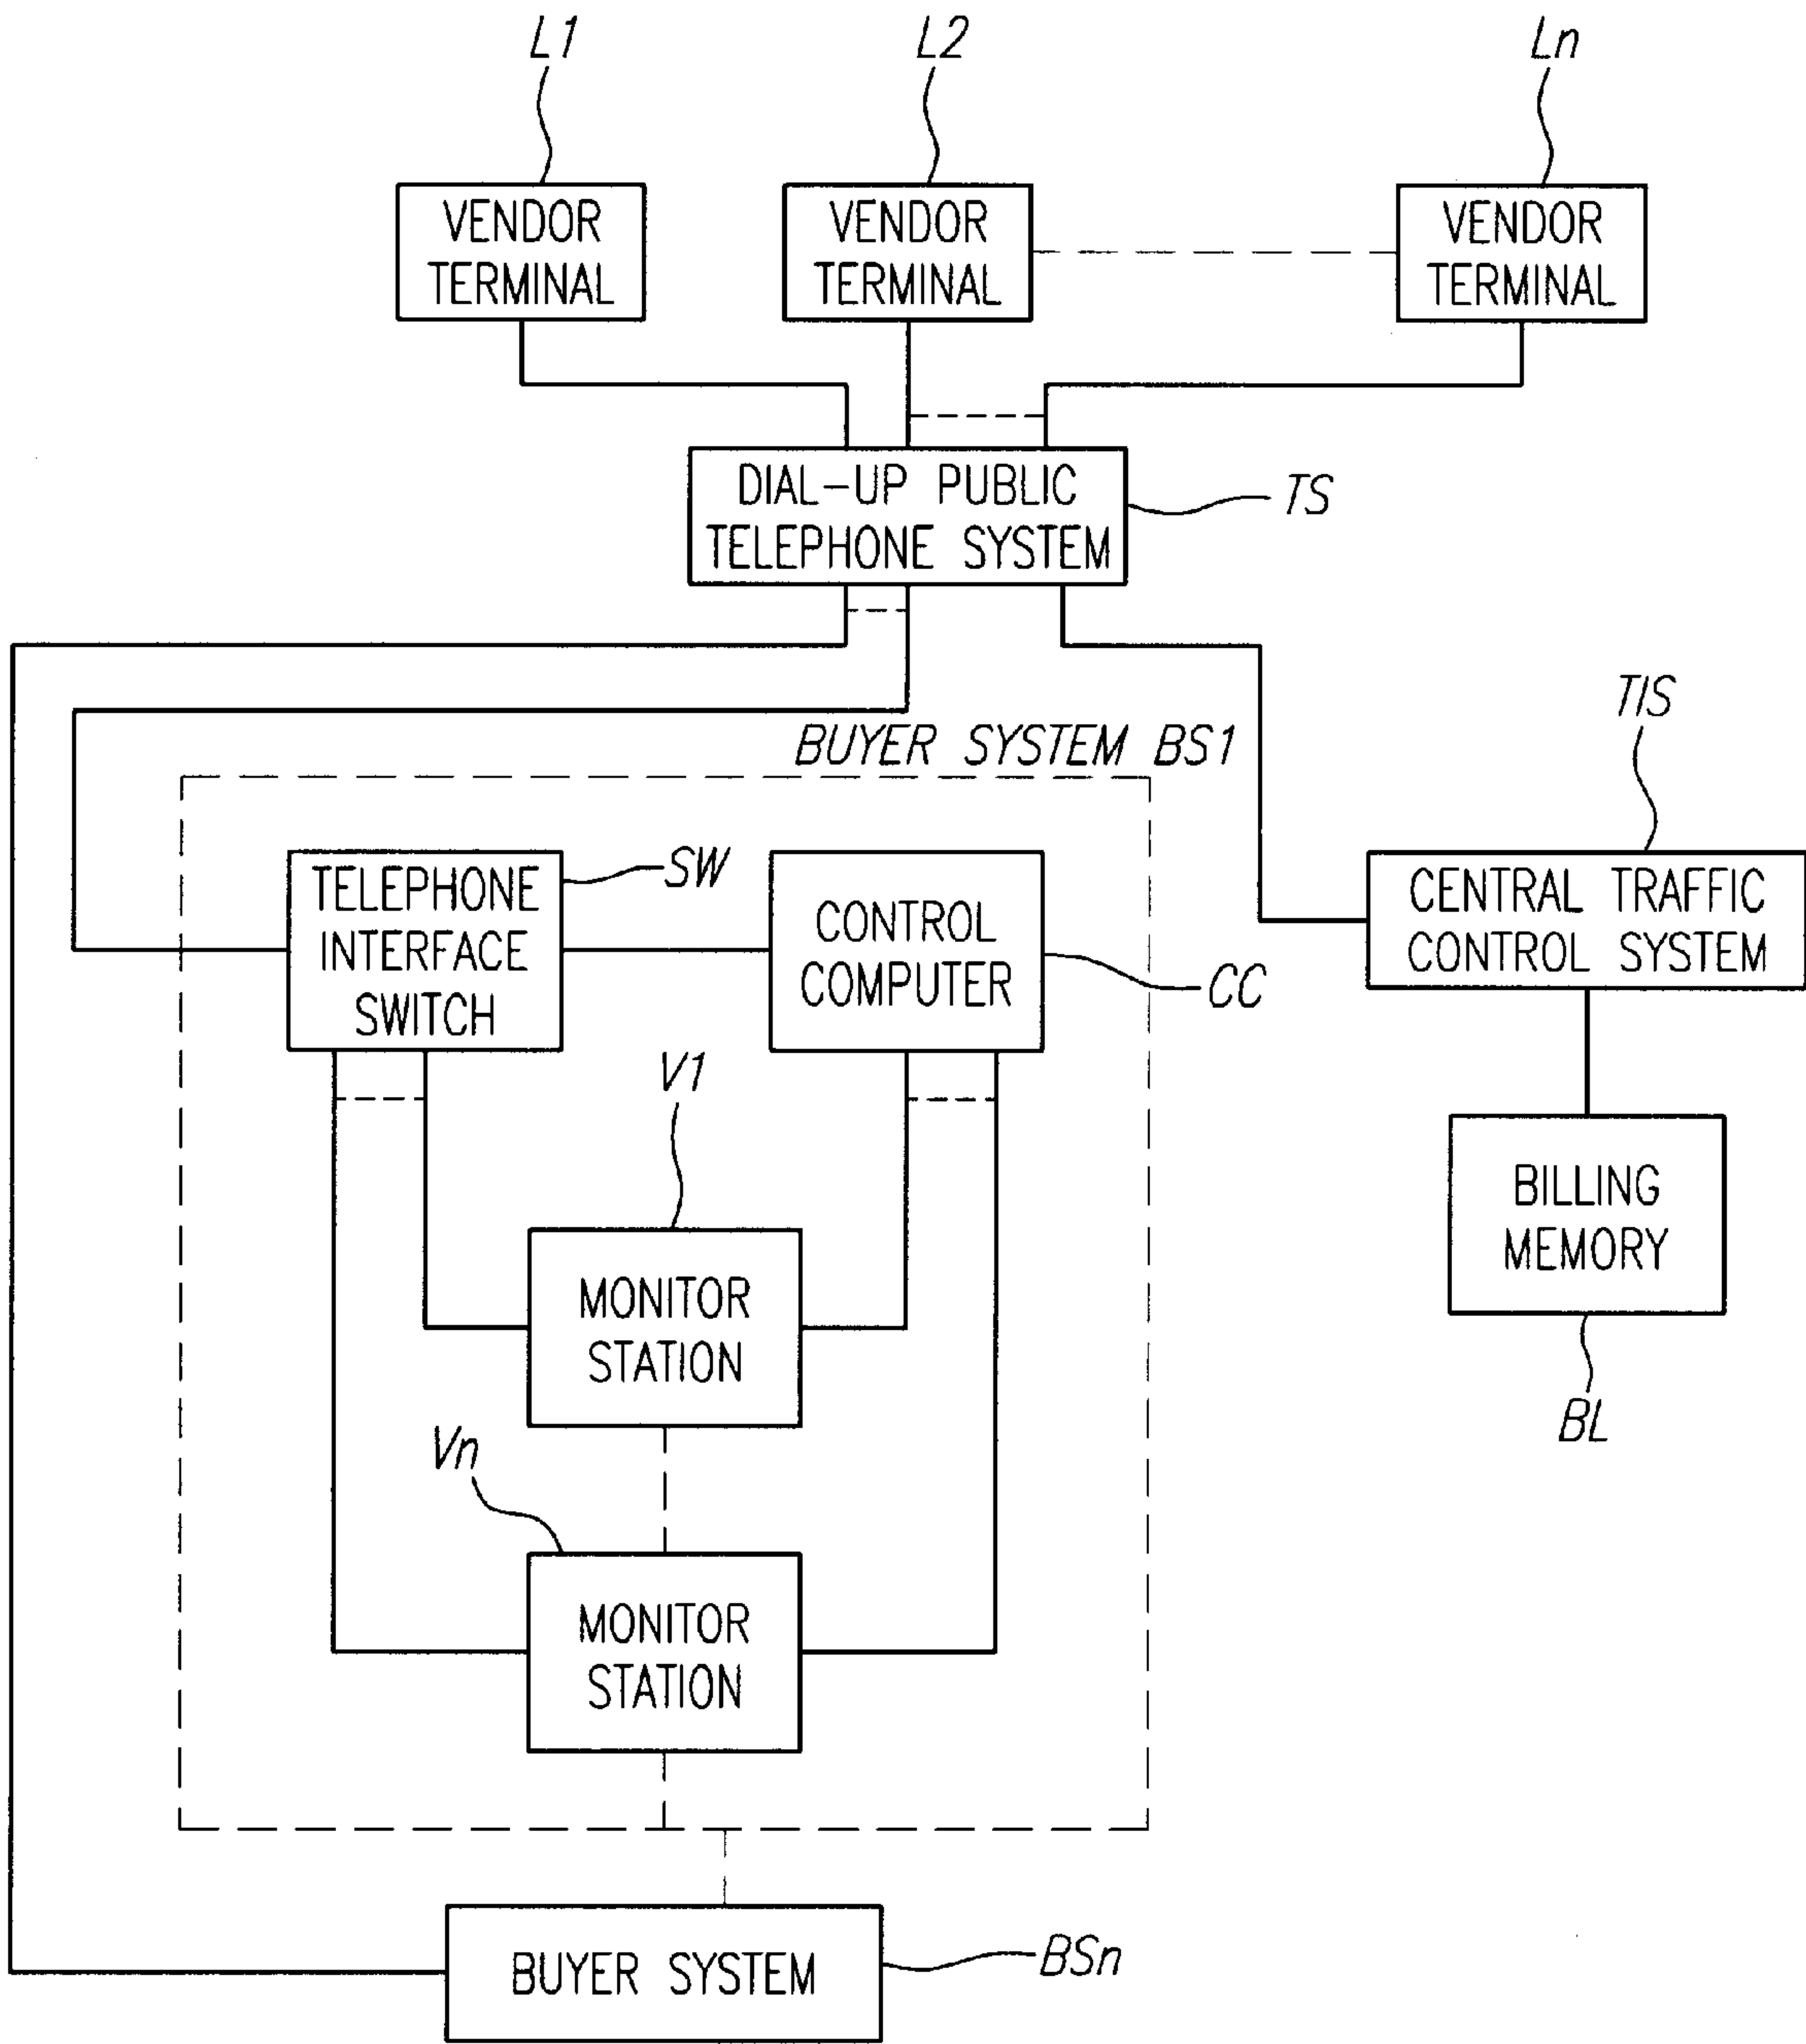 L1
L2
Ln
VENDOR
TERMINAL
VENDOR
TERMINAL
VENDOR
TERMINAL
DIAL-UP PUBLIC
TELEPHONE SYSTEM
TS
BUYER SYSTEM BS1
TIS
TELEPHONE
INTERFACE
SWITCH
SW
CONTROL
COMPUTER
CC
CENTRAL TRAFFIC
CONTROL SYSTEM
V1
MONITOR
STATION
BILLING
MEMORY
BL
Vn
MONITOR
STATION
BUYER SYSTEM
BSn